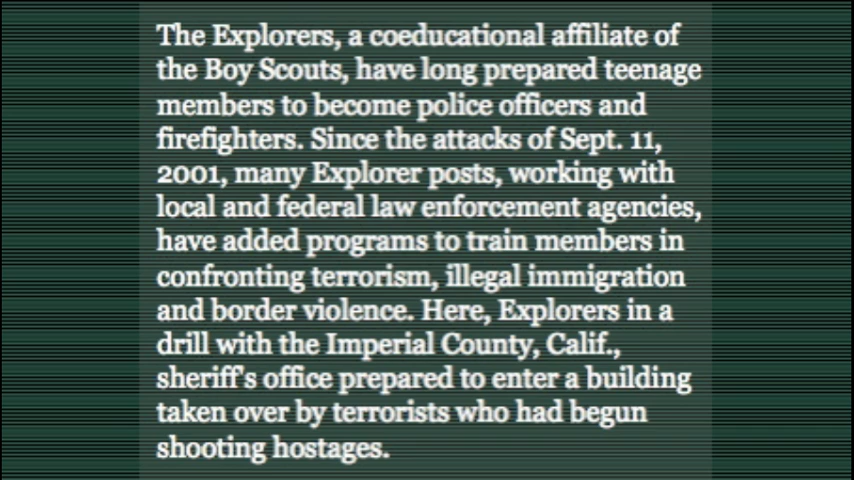 The Explorers, a coeducational affiliate of
the Boy Scouts, have long prepared teenage
members to become police officers and
firefighters. Since the attacks of Sept. 11,
2001, many Explorer posts, working with
local and federal law enforcement agencies,
have added programs to train members in
confronting terrorism, illegal immigration
and border violence. Here, Explorers in a
drill with the Imperial County, Calif.,
sheriff's office prepared to enter a building
taken over by terrorists who had begun
shooting hostages.